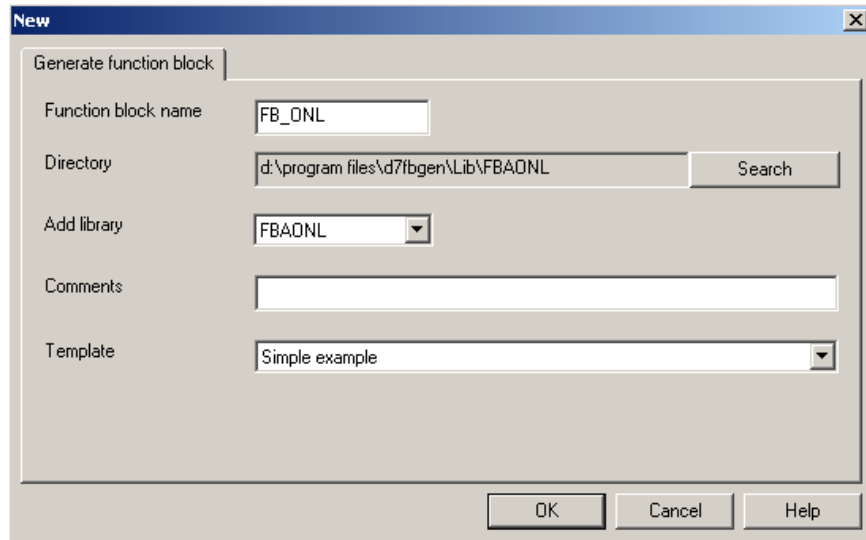 New
Generate function block
Function block name FB_ONL
Directory d:\program files\d7fbgen\Lib\FBAONL Search
Add library FBAONL
Comments
Template Simple example
OK Cancel Help